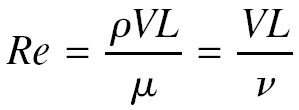 Re = ρVL / μ = VL / ν